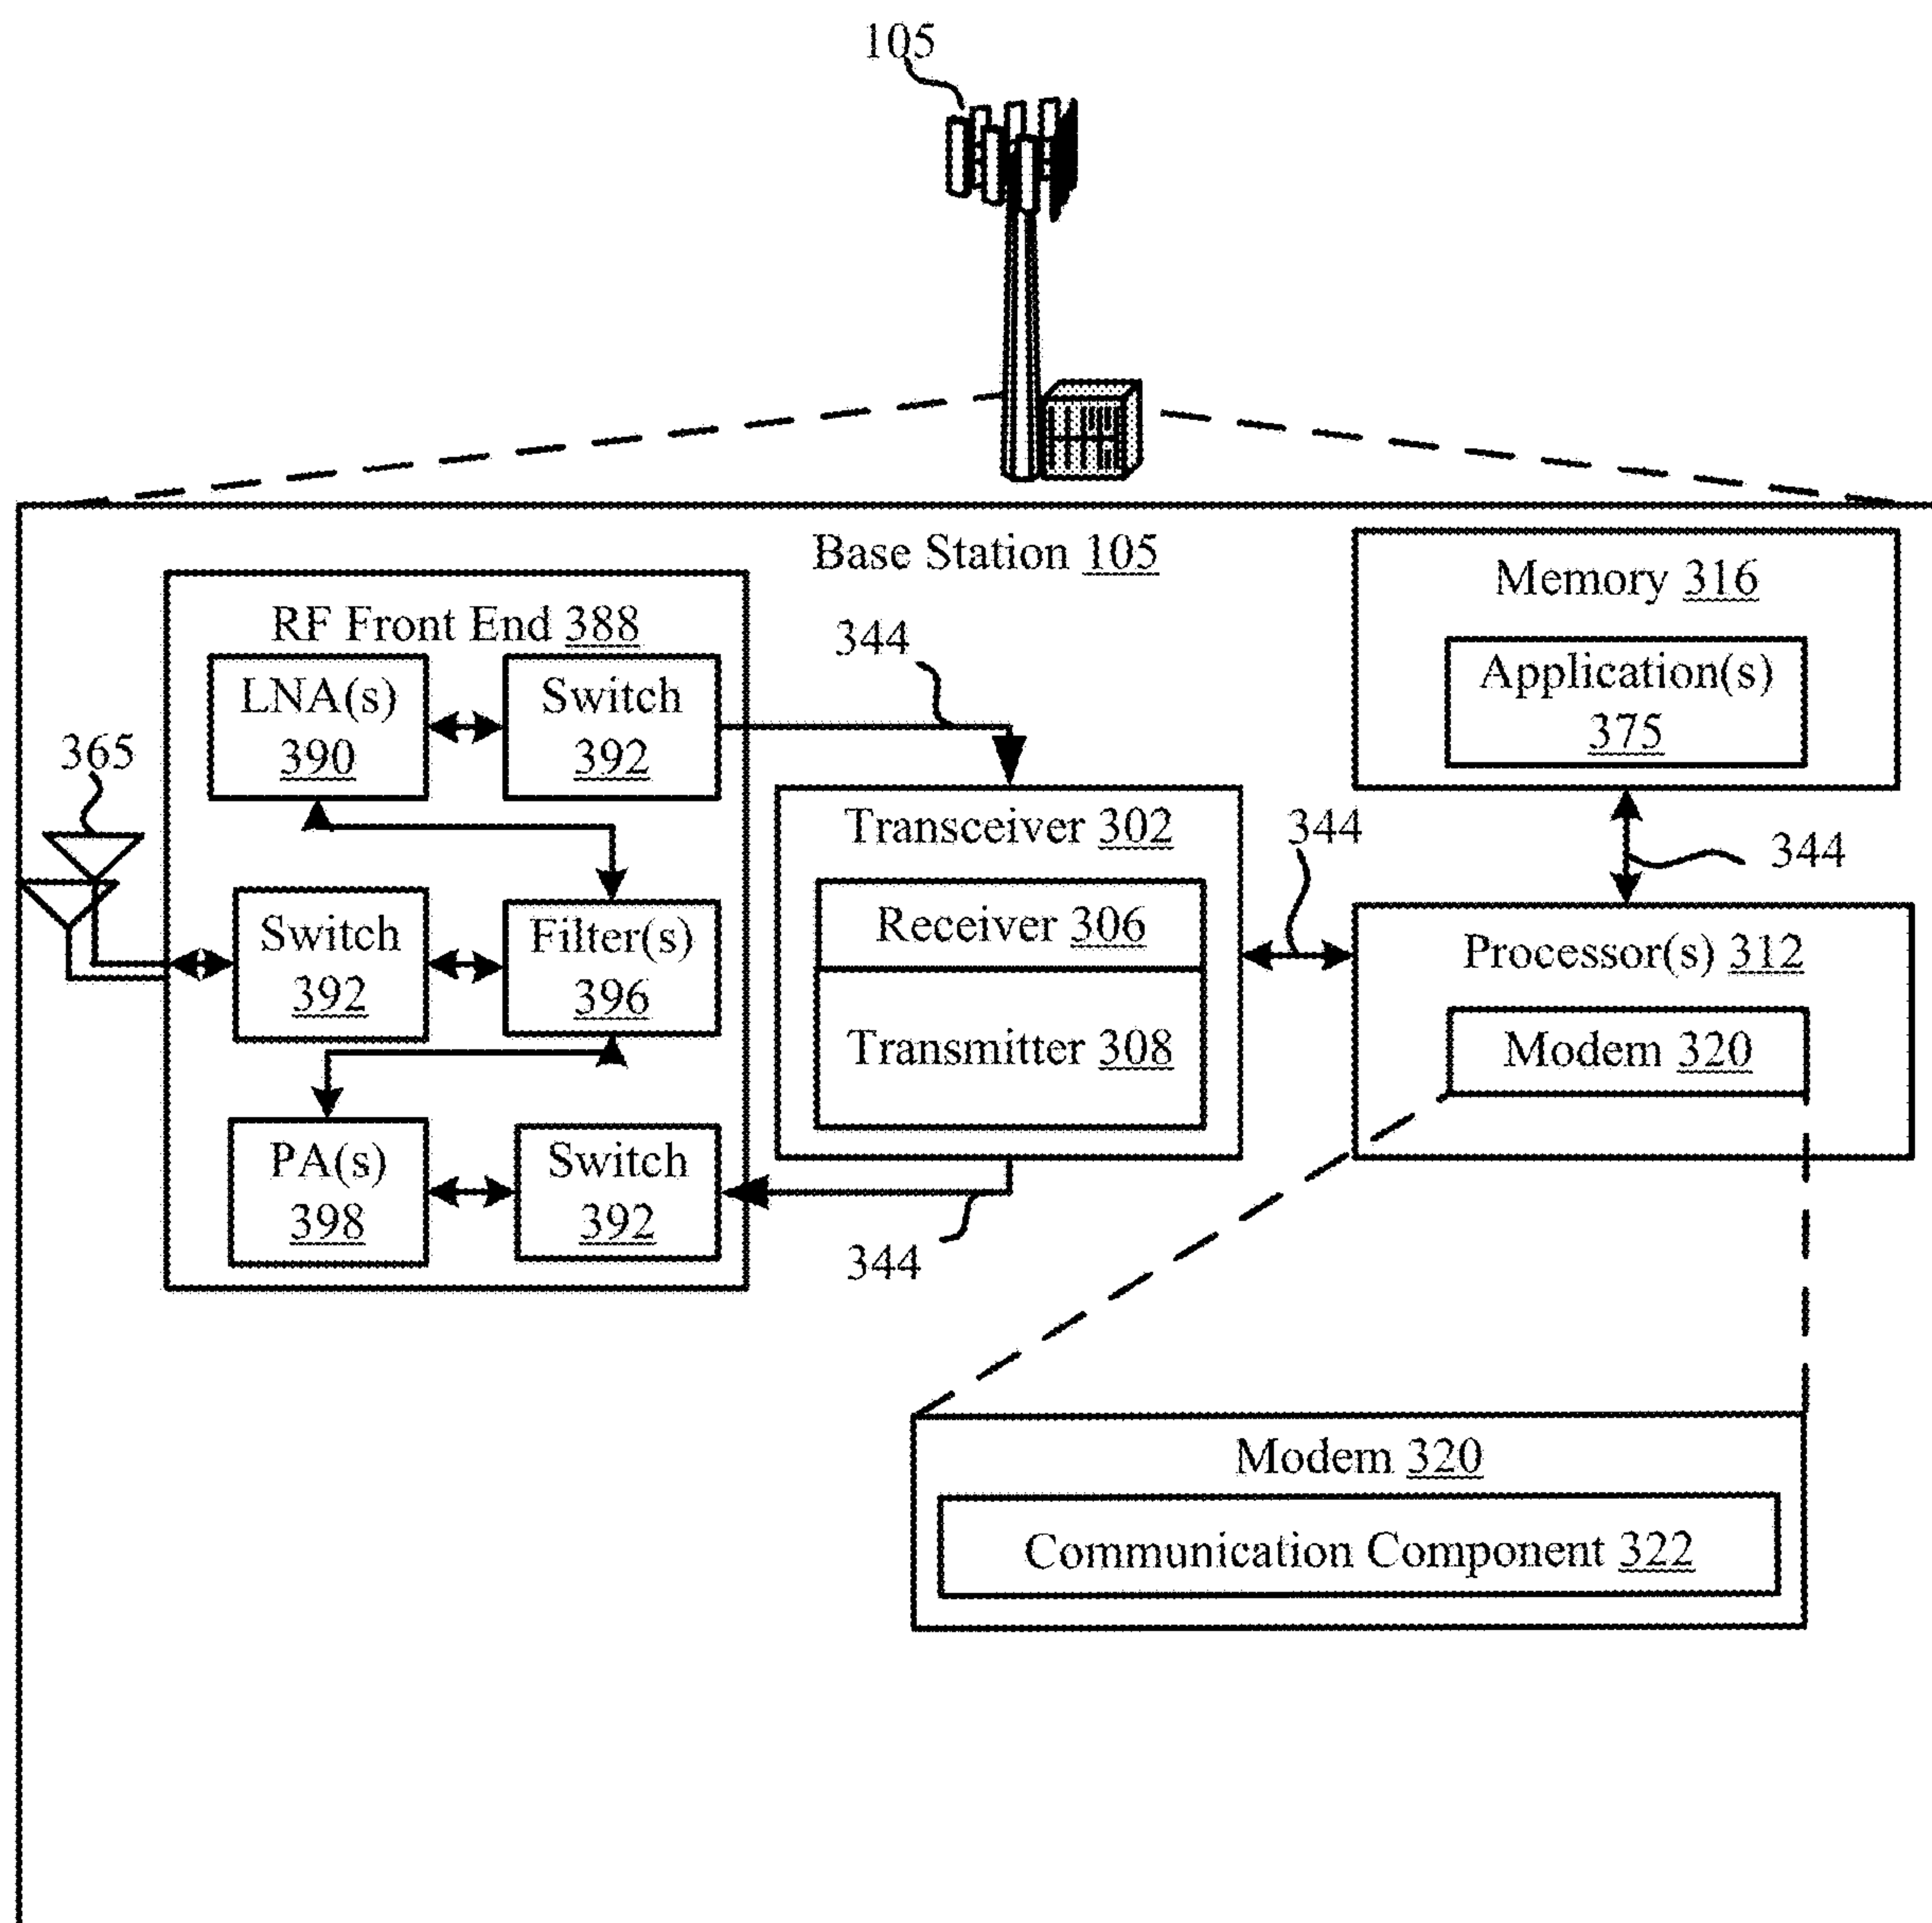 105
Base Station 105
RF Front End 388
LNA(s)
390
Switch
392
344
365
Switch
392
Filter(s)
396
PA(s)
398
Switch
392
344
Transceiver 302
Receiver 306
Transmitter 308
344
Memory 316
Application(s)
375
344
Processor(s) 312
Modem 320
Modem 320
Communication Component 322